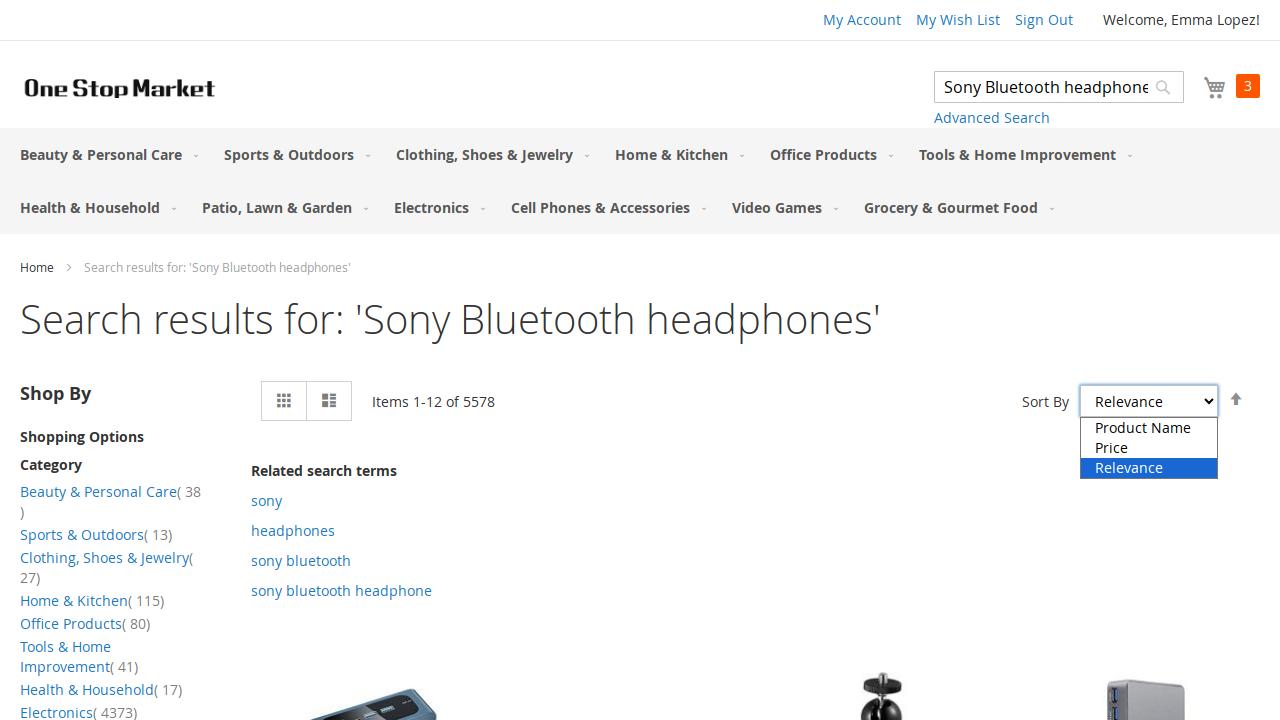 My Account My Wish List Sign Out Welcome, Emma Lopez!
One Stop Market
Sony Bluetooth headphone
3
Advanced Search
Beauty & Personal Care Sports & Outdoors Clothing, Shoes & Jewelry Home & Kitchen Office Products Tools & Home Improvement
Health & Household Patio, Lawn & Garden Electronics Cell Phones & Accessories Video Games Grocery & Gourmet Food
Home > Search results for: 'Sony Bluetooth headphones'
Search results for: 'Sony Bluetooth headphones'
Shop By
Items 1-12 of 5578
Sort By Relevance
Product Name
Price
Relevance
Shopping Options
Category
Beauty & Personal Care( 38
)
Sports & Outdoors( 13)
Clothing, Shoes & Jewelry(
27)
Home & Kitchen( 115)
Office Products( 80)
Tools & Home
Improvement( 41)
Health & Household( 17)
Electronics( 4373)
Related search terms
sony
headphones
sony bluetooth
sony bluetooth headphone